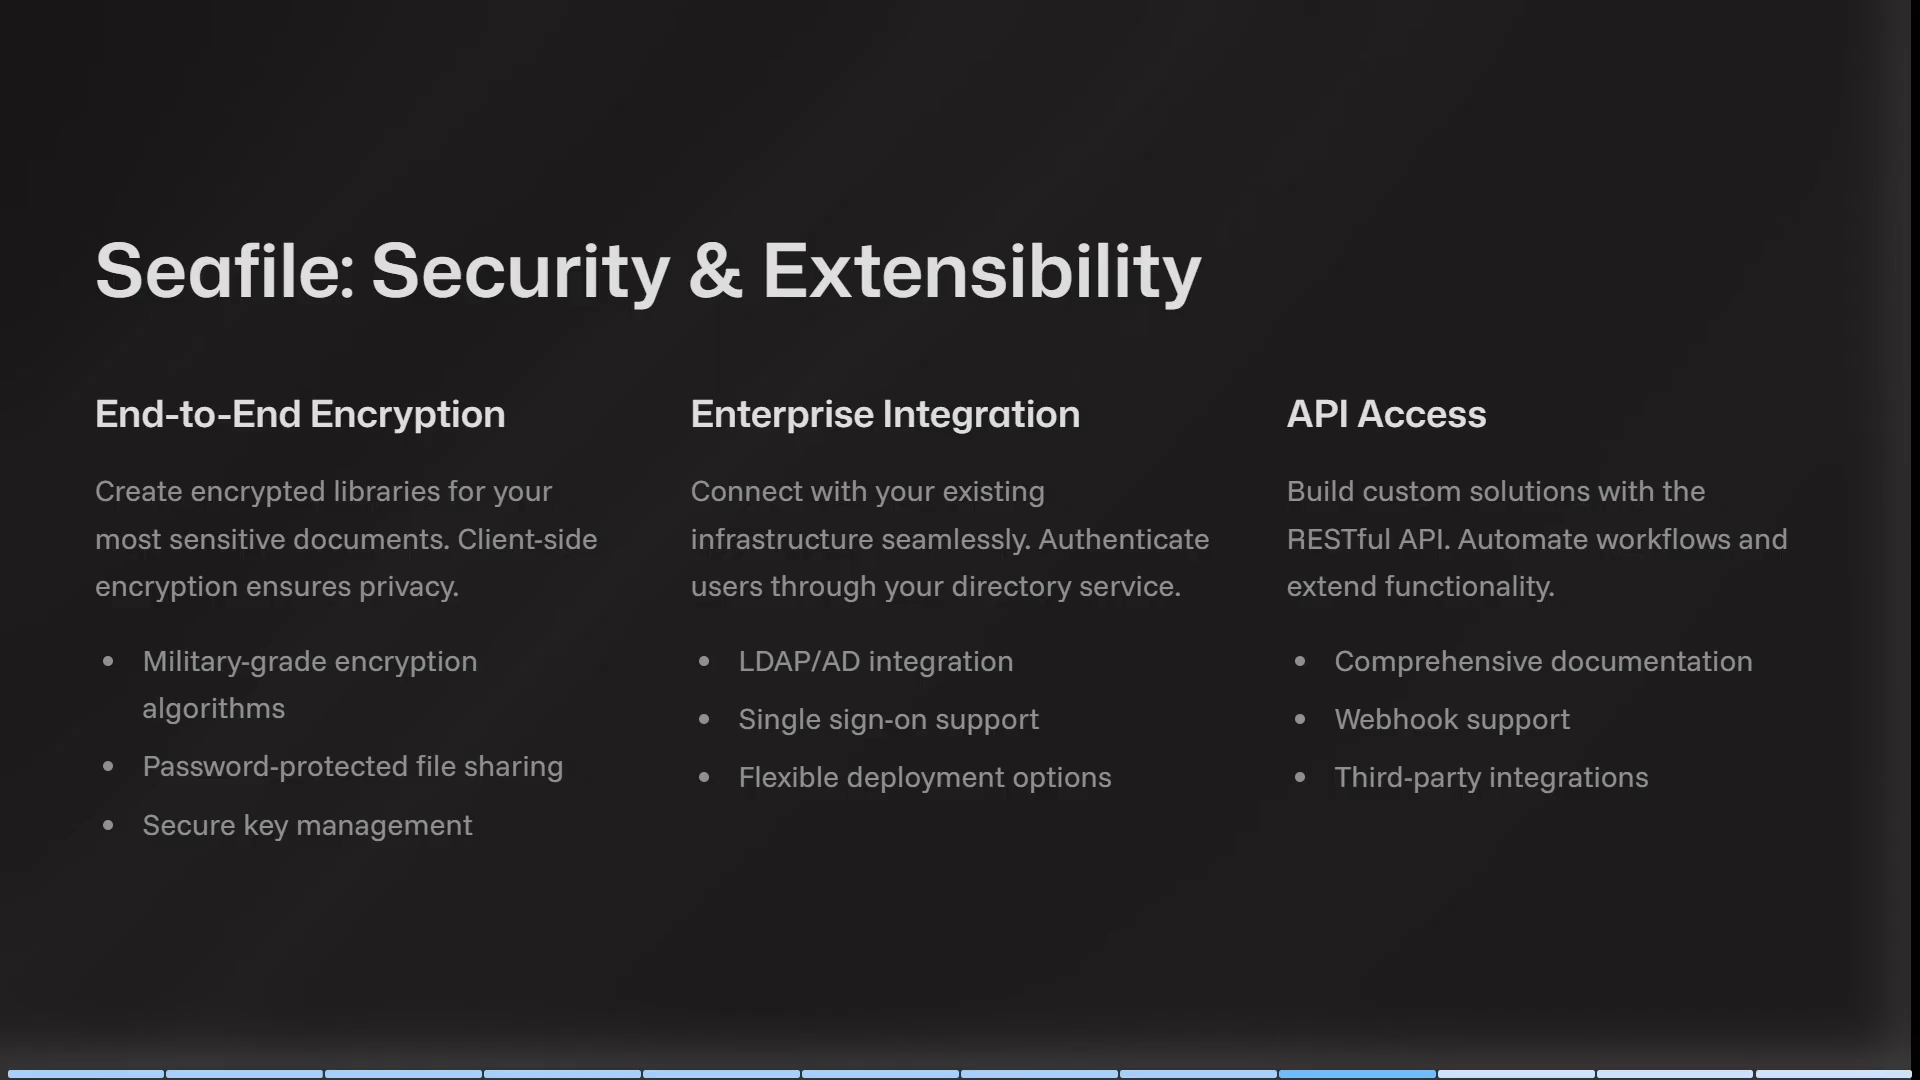 Seafile: Security & Extensibility
End-to-End Encryption
Create encrypted libraries for your
most sensitive documents. Client-side
encryption ensures privacy.
• Military-grade encryption
algorithms
• Password-protected file sharing
• Secure key management
Enterprise Integration
Connect with your existing
infrastructure seamlessly. Authenticate
users through your directory service.
• LDAP/AD integration
• Single sign-on support
• Flexible deployment options
API Access
Build custom solutions with the
RESTful API. Automate workflows and
extend functionality.
• Comprehensive documentation
• Webhook support
• Third-party integrations